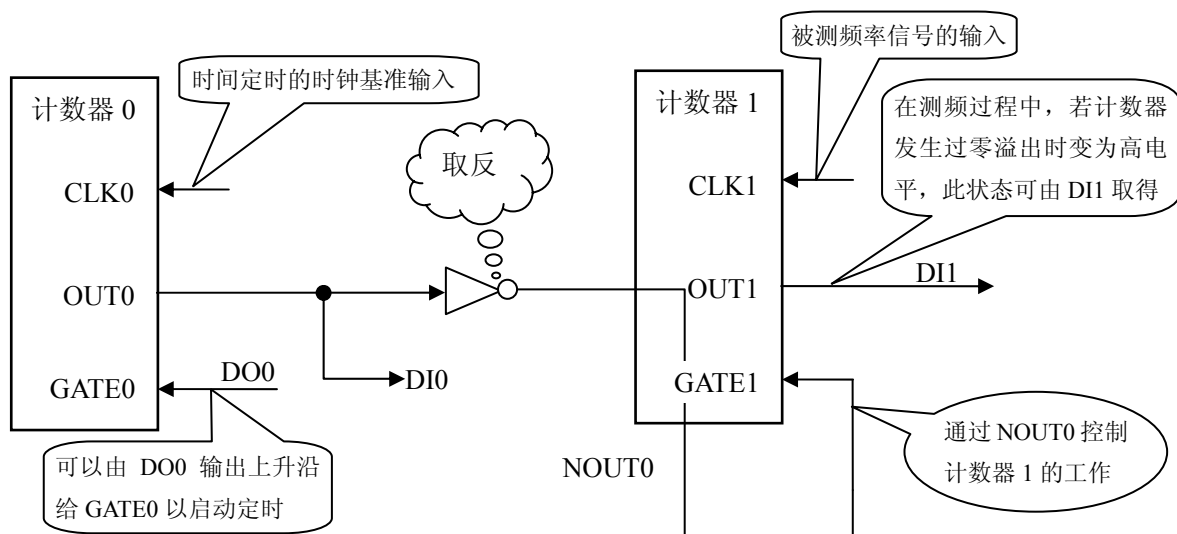 时间定时的时钟基准输入
计数器 0
CLK0
OUT0
GATE0
DO0
DI0
可以由 DO0 输出上升沿
给 GATE0 以启动定时
取反
被测频率信号的输入
计数器 1
CLK1
OUT1
GATE1
DI1
在测频过程中，若计数器
发生过零溢出时变为高电
平，此状态可由 DI1 取得
NOUT0
通过 NOUT0 控制
计数器 1 的工作